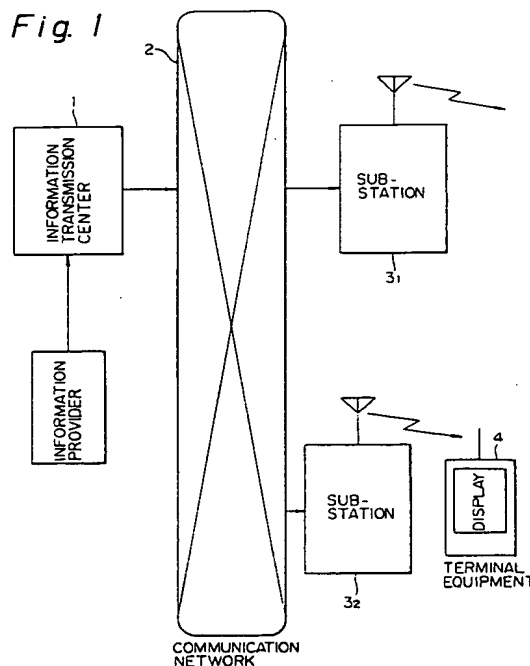 Fig. 1
2
1
INFORMATION
TRANSMISSION
CENTER
SUB-
STATION
31
INFORMATION
PROVIDER
SUB-
STATION
32
4
DISPLAY
TERMINAL
EQUIPMENT
COMMUNICATION
NETWORK